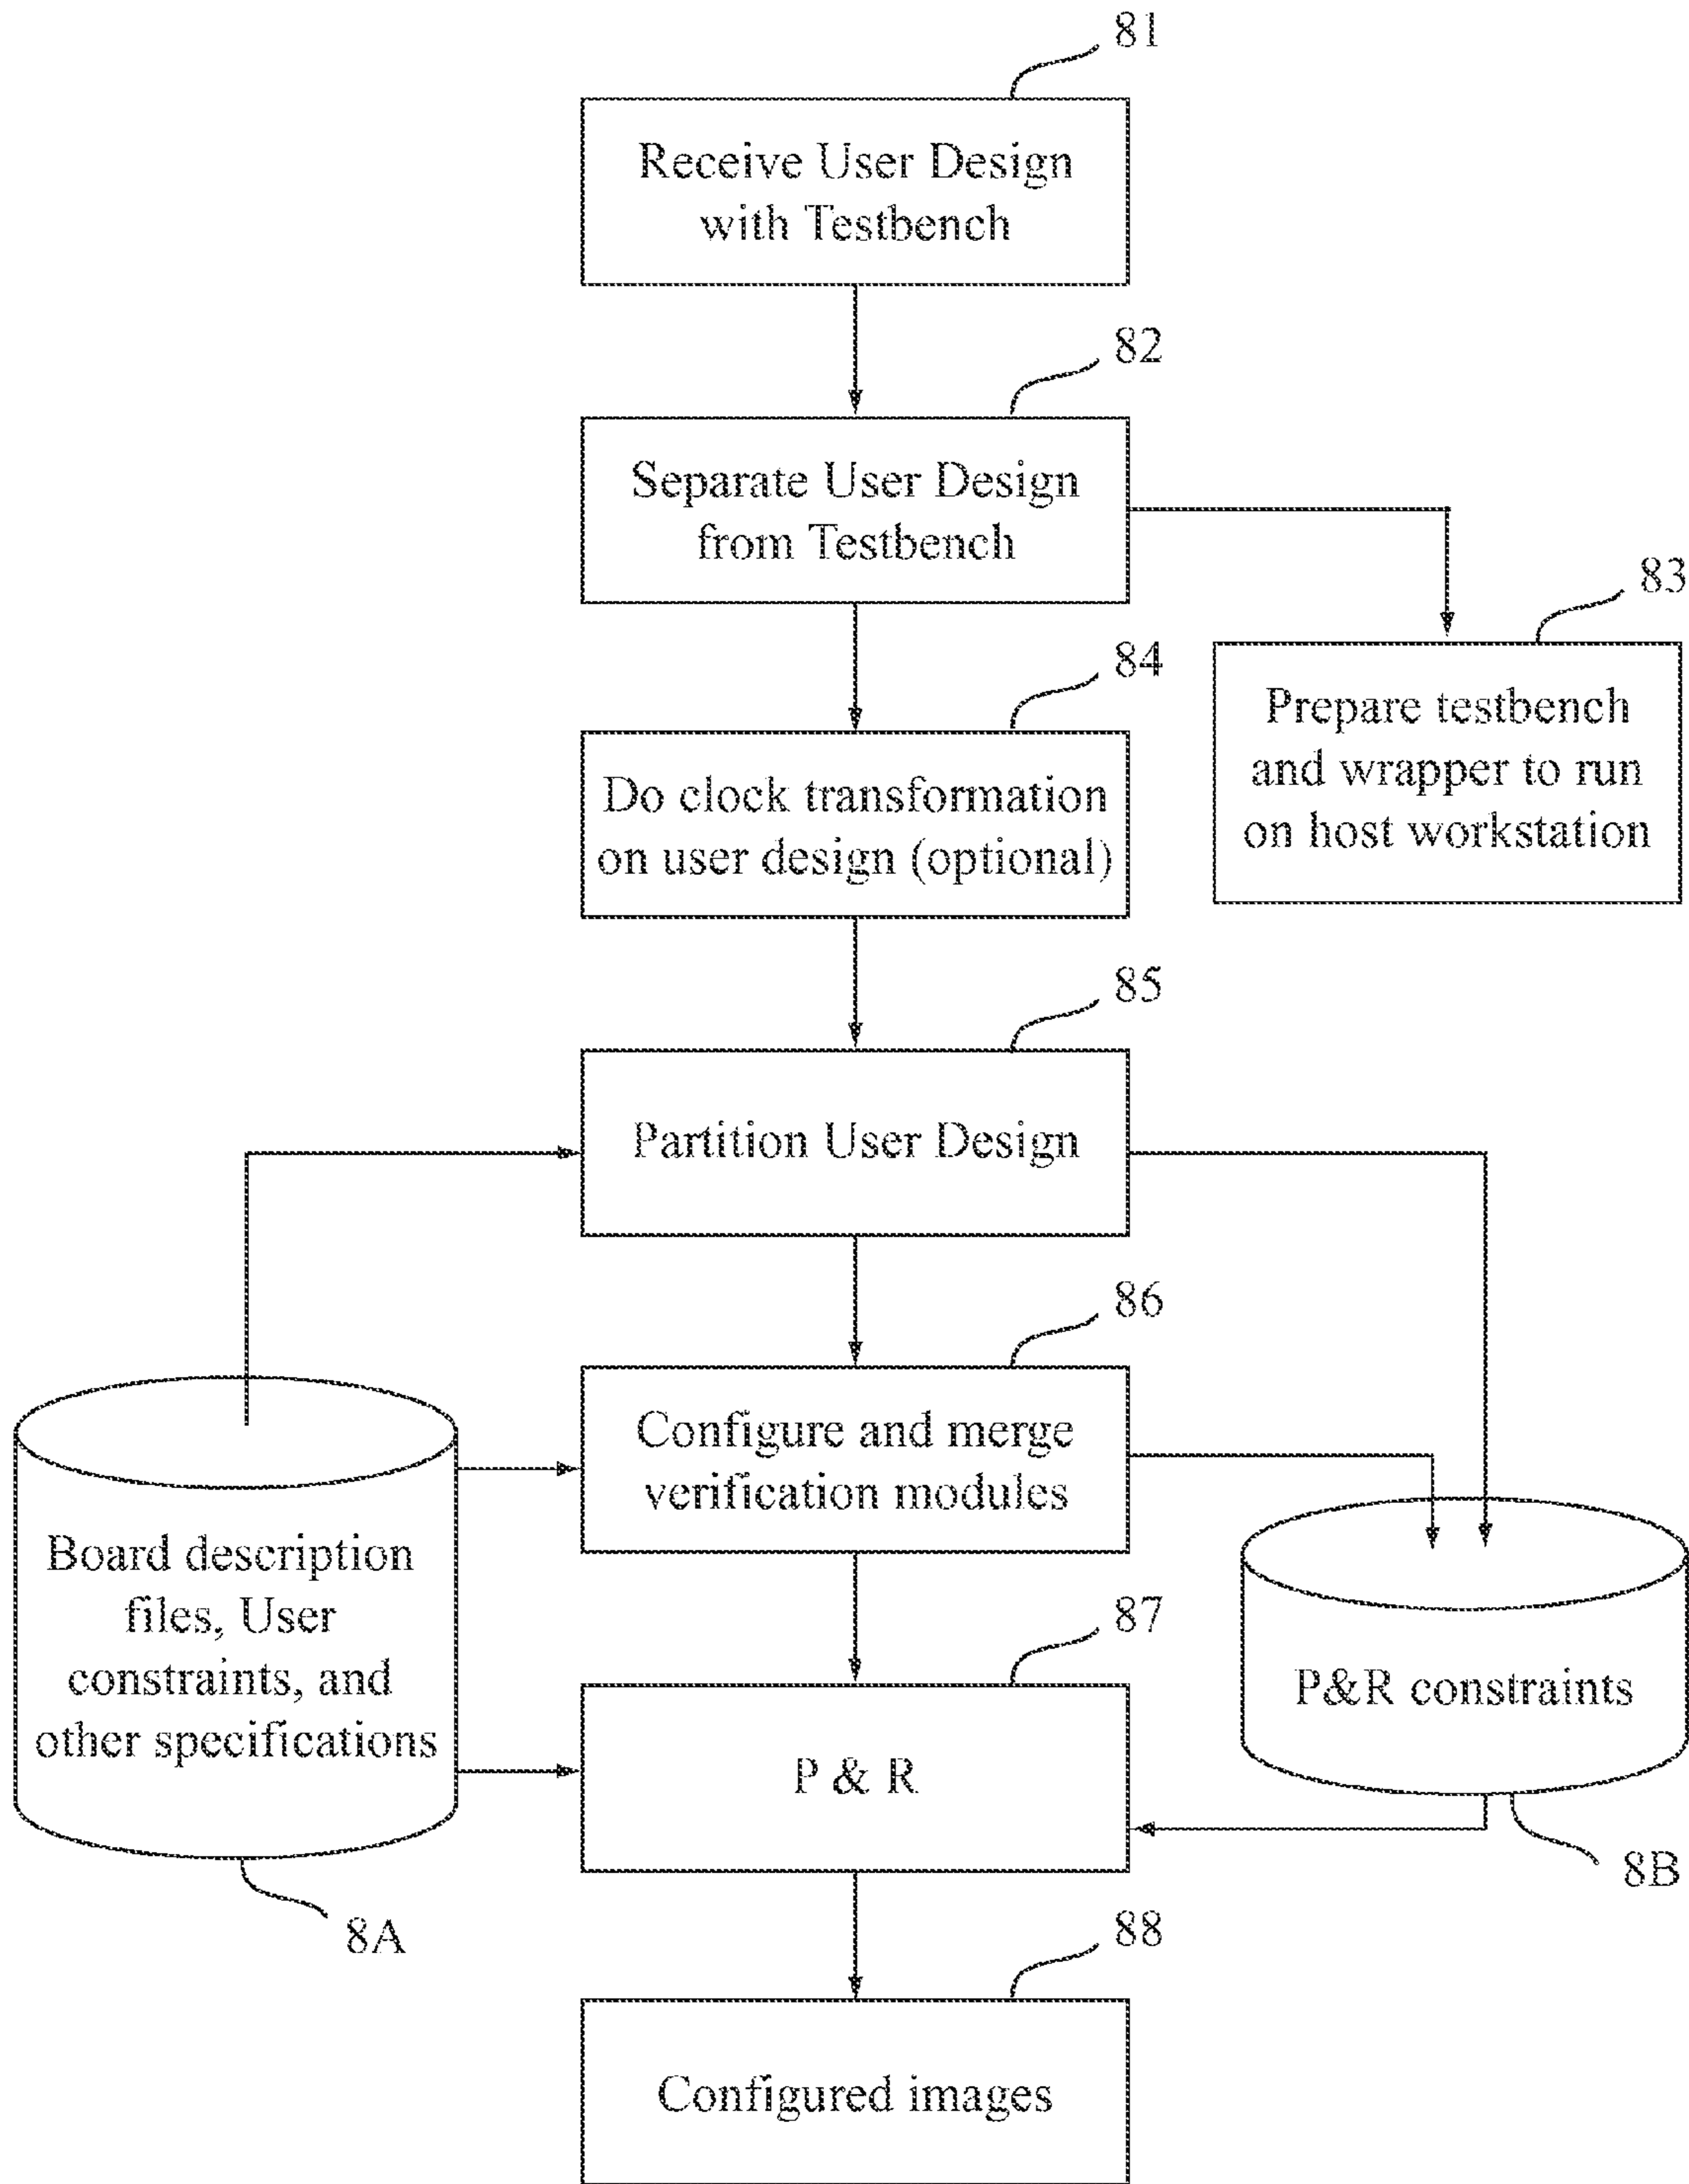 81
Receive User Design
with Testbench
82
Separate User Design
from Testbench
83
Prepare testbench
and wrapper to run
on host workstation
84
Do clock transformation
on user design (optional)
85
Partition User Design
86
Configure and merge
verification modules
Board description
files, User
constraints, and
other specifications
8A
87
P & R
P&R constraints
8B
88
Configured images